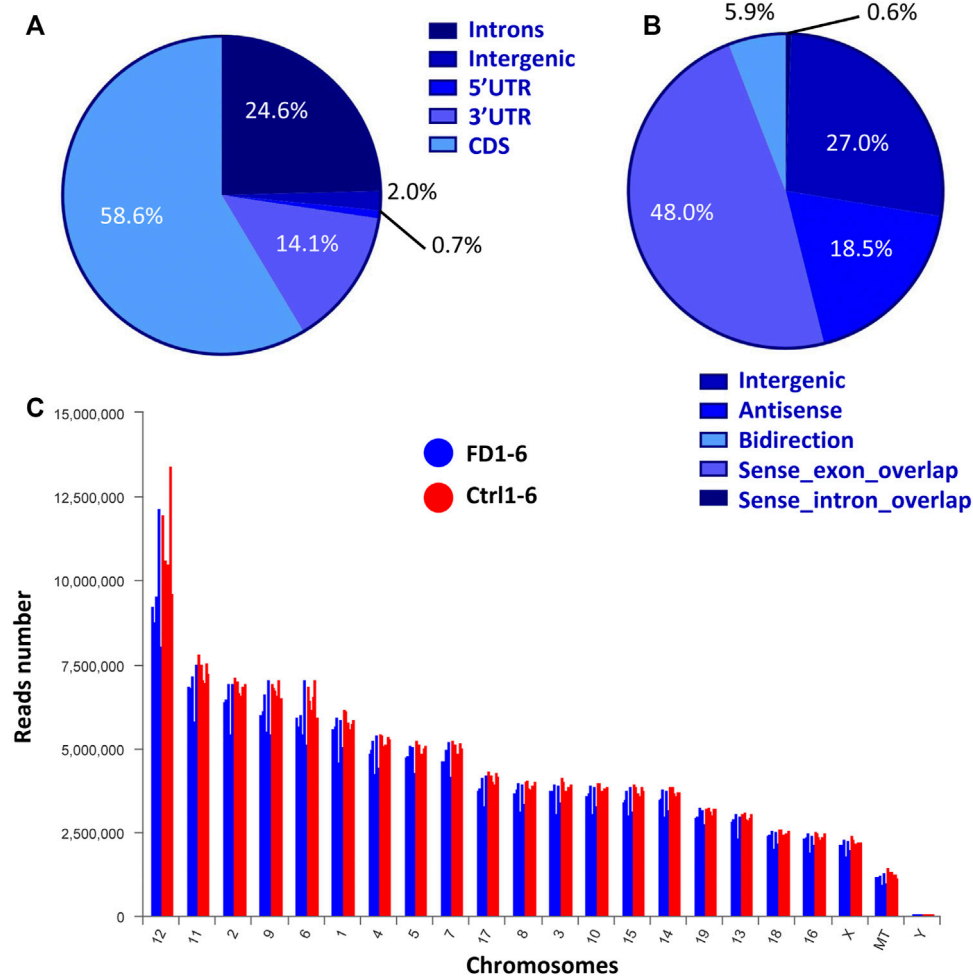 A
Introns
Intergenic
5’UTR
3’UTR
CDS
24.6%
2.0%
0.7%
14.1%
58.6%
B
5.9%
0.6%
27.0%
18.5%
48.0%
Intergenic
Antisense
Bidirection
Sense_exon_overlap
Sense_intron_overlap
C
FD1-6
Ctrl1-6
Reads number
15,000,000
12,500,000
10,000,000
7,500,000
5,000,000
2,500,000
0
12 11 2 9 6 1 4 5 7 17 8 3 10 15 14 19 13 18 16 X MT Y
Chromosomes